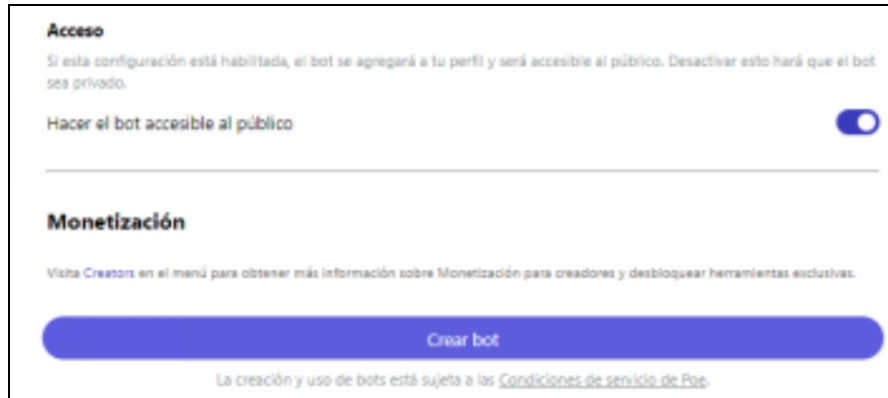 Acceso
Si esta configuración está habilitada, el bot se agregará a tu perfil y será accesible al público. Desactivar esto hará que el bot
sea privado.
Hacer el bot accesible al público
Monetización
Visita Creators en el menú para obtener más información sobre Monetización para creadores y desbloquear herramientas exclusivas.
Crear bot
La creación y uso de bots está sujeta a las Condiciones de servicio de Poe.